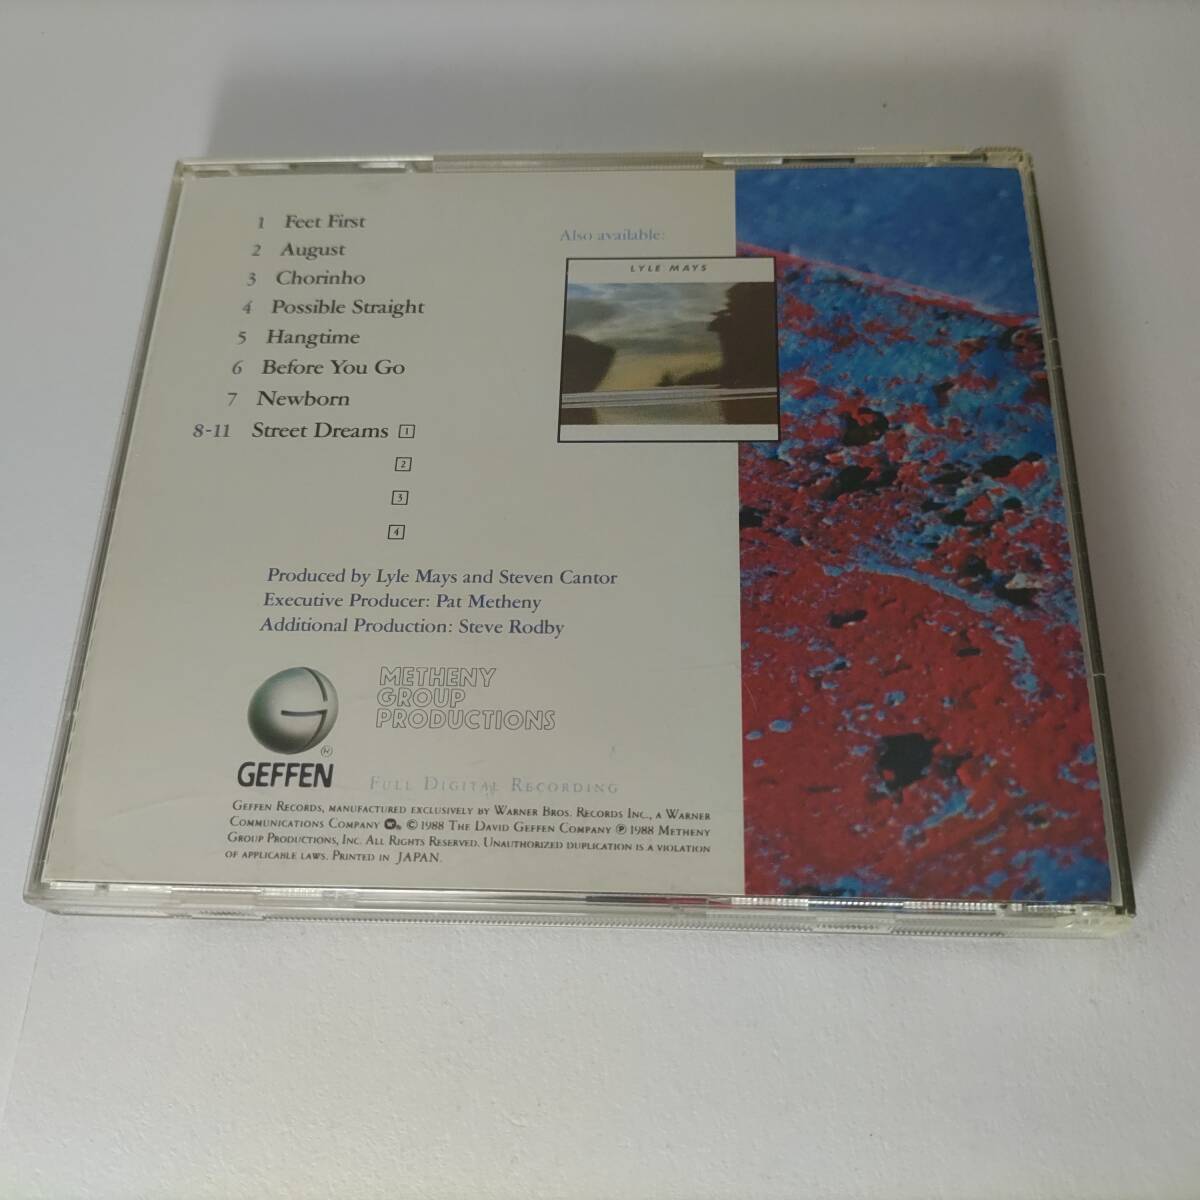 1 Feet First
2 August
3 Chorinho
4 Possible Straight
5 Hangtime
6 Before You Go
7 Newborn
8-11 Street Dreams 1
2
3
4
Also available:
LYLE MAYS
Produced by Lyle Mays and Steven Cantor
Executive Producer: Pat Metheny
Additional Production: Steve Rodby
G
®
GEFFEN
METHENY
GROUP
PRODUCTIONS
FULL DIGITAL RECORDING
GEFFEN RECORDS, MANUFACTURED EXCLUSIVELY BY WARNER BROS. RECORDS INC., A WARNER
COMMUNICATIONS COMPANY © 1988 THE DAVID GEFFEN COMPANY ℗ 1988 METHENY
GROUP PRODUCTIONS, INC. ALL RIGHTS RESERVED. UNAUTHORIZED DUPLICATION IS A VIOLATION
OF APPLICABLE LAWS. PRINTED IN JAPAN.